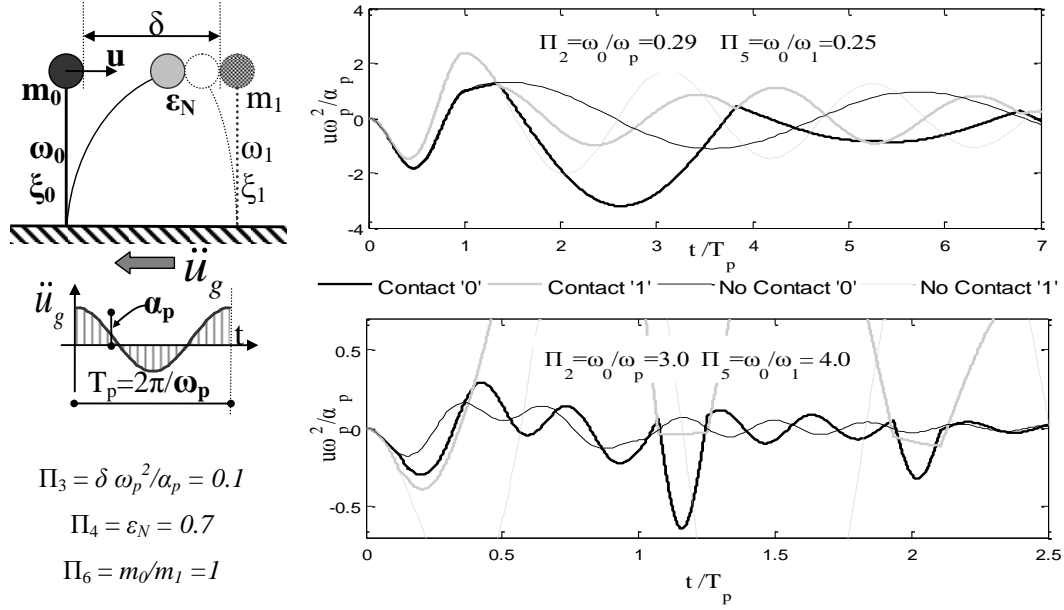 δ
u
m₀
ε_N
m₁
ω₀
ω₁
ξ₀
ξ₁
ü_g
ü_g
α_p
t
T_p=2π/ω_p
Π₃ = δ ω_p²/α_p = 0.1
Π₄ = ε_N = 0.7
Π₆ = m₀/m₁ =1
Π₂=ω₀/ω_p=0.29 Π₅=ω₀/ω₁=0.25
uω_p²/α_p
4
2
0
-2
-4
0 1 2 3 4 5 6 7
t /T_p
Contact '0' Contact '1' No Contact '0' No Contact '1'
Π₂=ω₀/ω_p=3.0 Π₅=ω₀/ω₁= 4.0
uω_p²/α_p
0.5
0
-0.5
0 0.5 1 1.5 2 2.5
t /T_p